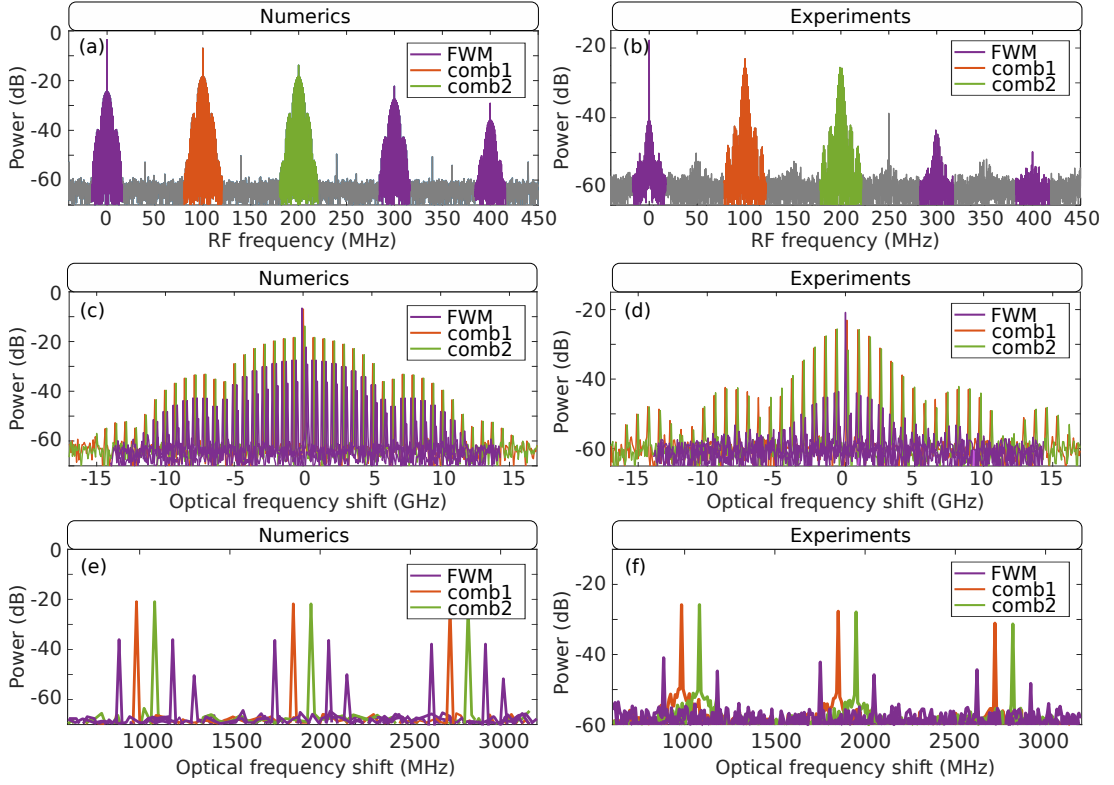 Numerics
Experiments
(a)
FWM
comb1
comb2
0
-20
-40
-60
Power (dB)
0 50 100 150 200 250 300 350 400 450
RF frequency (MHz)
(b)
FWM
comb1
comb2
-20
-40
-60
Power (dB)
0 50 100 150 200 250 300 350 400 450
RF frequency (MHz)
Numerics
Experiments
(c)
FWM
comb1
comb2
0
-20
-40
-60
Power (dB)
-15 -10 -5 0 5 10 15
Optical frequency shift (GHz)
(d)
FWM
comb1
comb2
-20
-40
-60
Power (dB)
-15 -10 -5 0 5 10 15
Optical frequency shift (GHz)
Numerics
Experiments
(e)
FWM
comb1
comb2
0
-20
-40
-60
Power (dB)
1000 1500 2000 2500 3000
Optical frequency shift (MHz)
(f)
FWM
comb1
comb2
-20
-40
-60
Power (dB)
1000 1500 2000 2500 3000
Optical frequency shift (MHz)